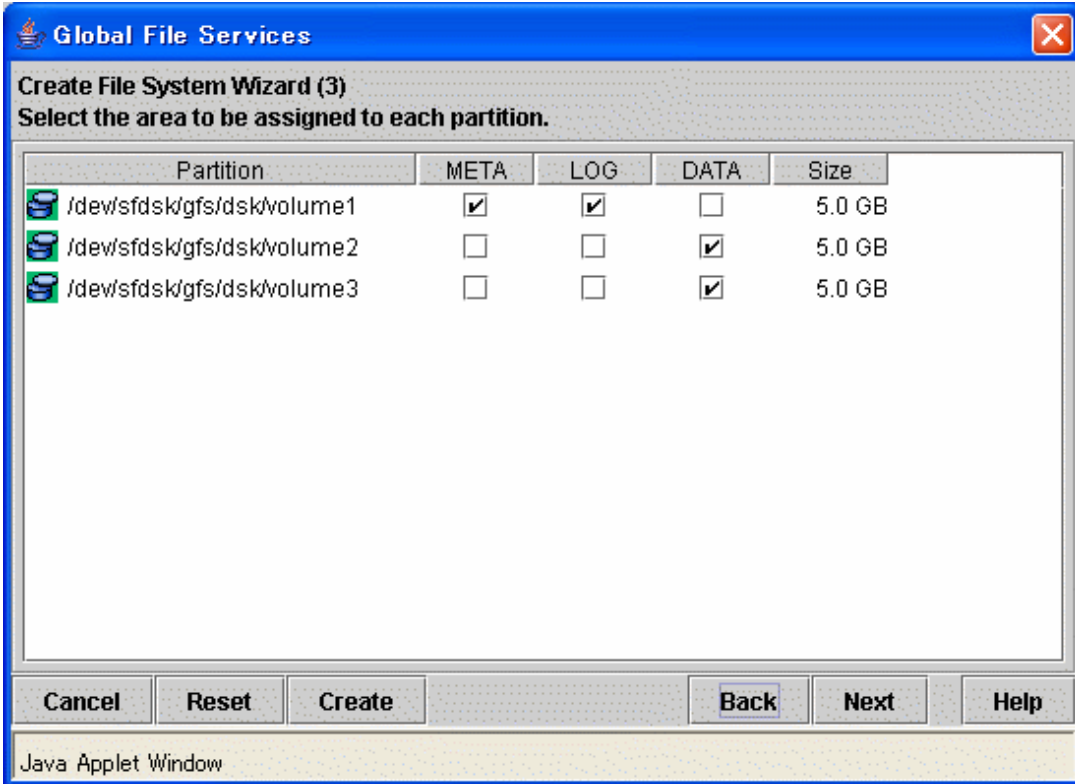 Global File Services
Create File System Wizard (3)
Select the area to be assigned to each partition.
Partition META LOG DATA Size
/dev/sfdsk/gfs/dsk/volume1 5.0 GB
/dev/sfdsk/gfs/dsk/volume2 5.0 GB
/dev/sfdsk/gfs/dsk/volume3 5.0 GB
Cancel Reset Create Back Next Help
Java Applet Window